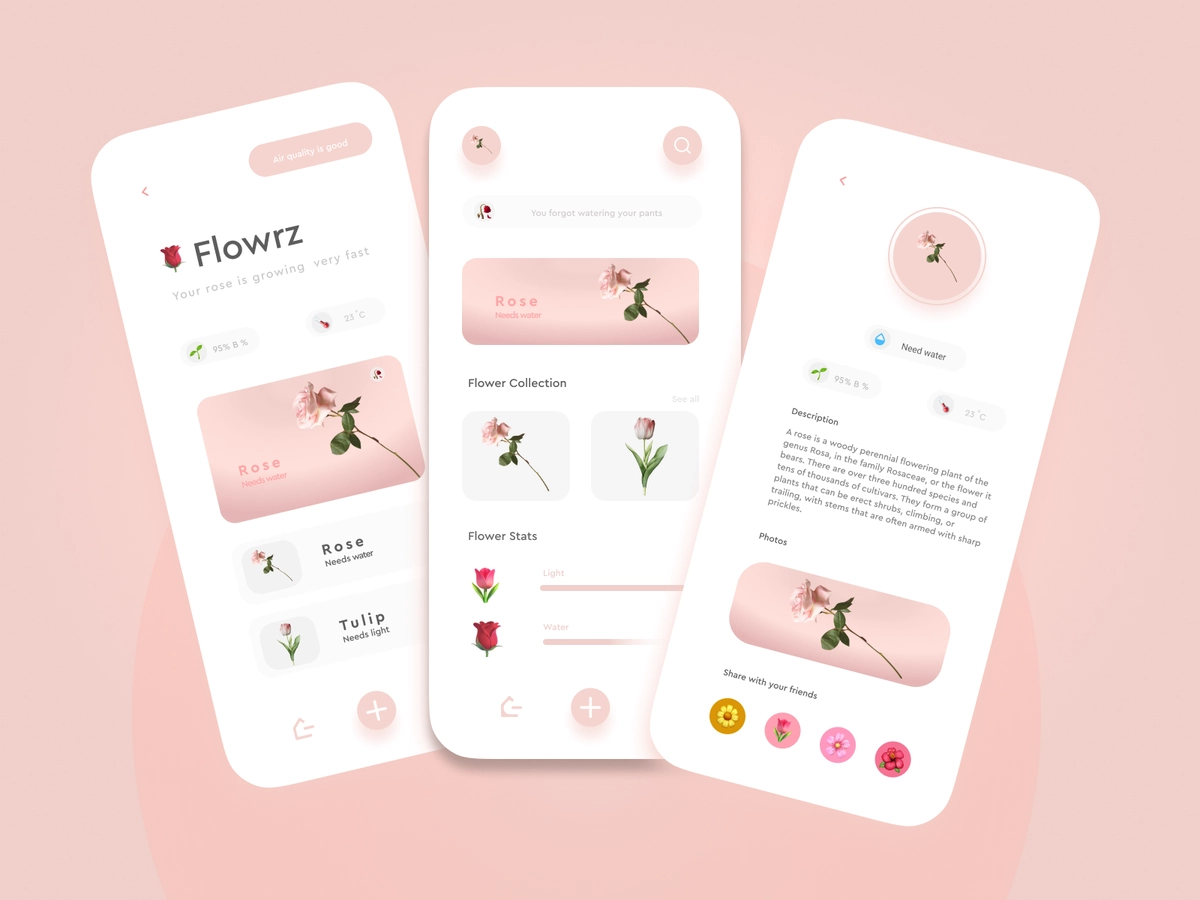 Air quality is good
Flowrz
Your rose is growing very fast
95% B %
23°C
Rose
Needs water
Rose
Needs water
Tulip
Needs light
You forgot watering your pants
Rose
Needs water
Flower Collection
See all
Flower Stats
Light
Water
Need water
95% B %
23°C
Description
A rose is a woody perennial flowering plant of the
genus Rosa, in the family Rosaceae, or the flower it
bears. There are over three hundred species and
tens of thousands of cultivars. They form a group of
plants that can be erect shrubs, climbing, or
trailing, with stems that are often armed with sharp
prickles.
Photos
Share with your friends